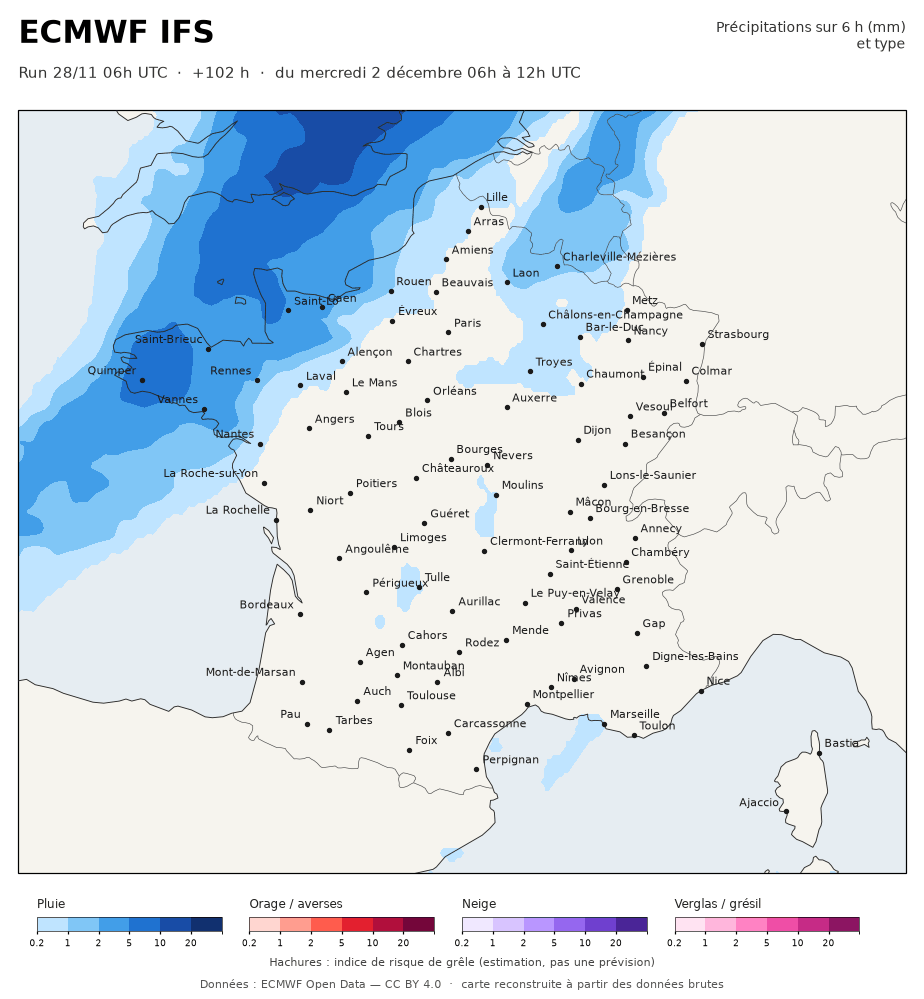 ECMWF IFS
Précipitations sur 6 h (mm)
et type
Run 28/11 06h UTC · +102 h · du mercredi 2 décembre 06h à 12h UTC
Lille
Arras
Amiens
Charleville-Mézières
Laon
Rouen
Beauvais
Saint-Lô
Caen
Metz
Évreux
Châlons-en-Champagne
Paris
Bar-le-Duc
Nancy
Strasbourg
Saint-Brieuc
Alençon
Chartres
Troyes
Épinal
Colmar
Quimper
Rennes
Laval
Chaumont
Le Mans
Orléans
Auxerre
Vannes
Blois
Vesoul
Belfort
Angers
Tours
Nantes
Dijon
Besançon
Bourges
Nevers
La Roche-sur-Yon
Châteauroux
Lons-le-Saunier
Poitiers
Moulins
La Rochelle
Niort
Mâcon
Bourg-en-Bresse
Guéret
Annecy
Limoges
Clermont-Ferrand
Lyon
Angoulême
Chambéry
Saint-Étienne
Périgueux
Tulle
Grenoble
Le Puy-en-Velay
Valence
Bordeaux
Aurillac
Privas
Mende
Gap
Cahors
Rodez
Agen
Digne-les-Bains
Mont-de-Marsan
Montauban
Albi
Nîmes
Avignon
Nice
Auch
Toulouse
Montpellier
Pau
Tarbes
Carcassonne
Marseille
Toulon
Foix
Bastia
Perpignan
Ajaccio
Pluie
Orage / averses
Neige
Verglas / grésil
0.2 1 2 5 10 20
0.2 1 2 5 10 20
0.2 1 2 5 10 20
0.2 1 2 5 10 20
Hachures : indice de risque de grêle (estimation, pas une prévision)
Données : ECMWF Open Data — CC BY 4.0 · carte reconstruite à partir des données brutes